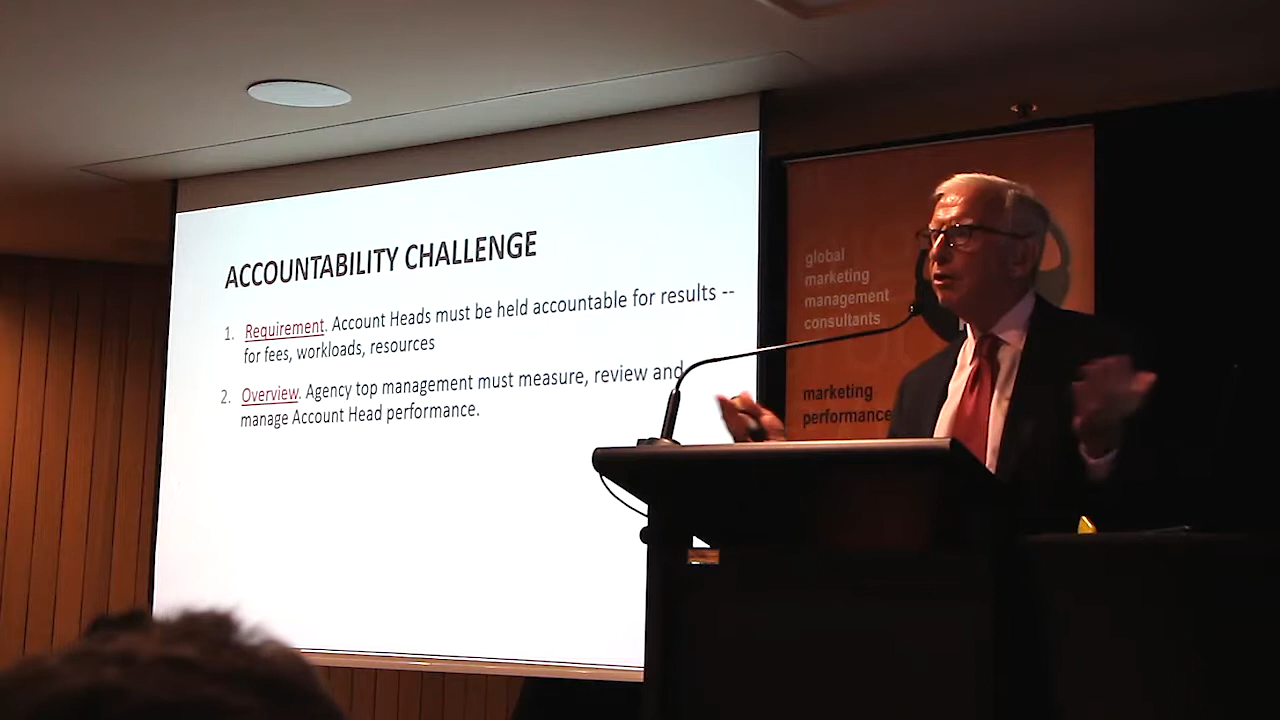 ACCOUNTABILITY CHALLENGE
1. Requirement. Account Heads must be held accountable for results --
for fees, workloads, resources
2. Overview. Agency top management must measure, review and
manage Account Head performance.
global
marketing
management
consultants
marketing
performance